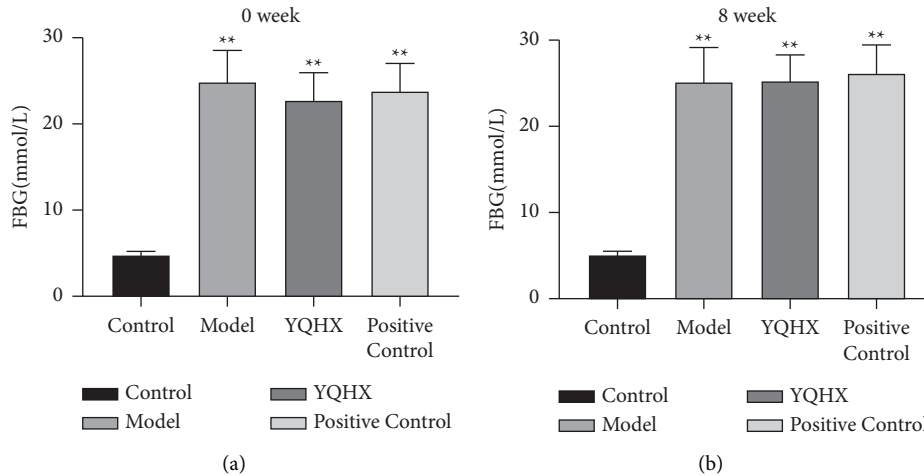 0 week
30
20
10
0
FBG(mmol/L)
**
**
**
Control
Model
YQHX
Positive
Control
Control
YQHX
Model
Positive Control
(a)
8 week
30
20
10
0
FBG(mmol/L)
**
**
**
Control
Model
YQHX
Positive
Control
Control
YQHX
Model
Positive Control
(b)